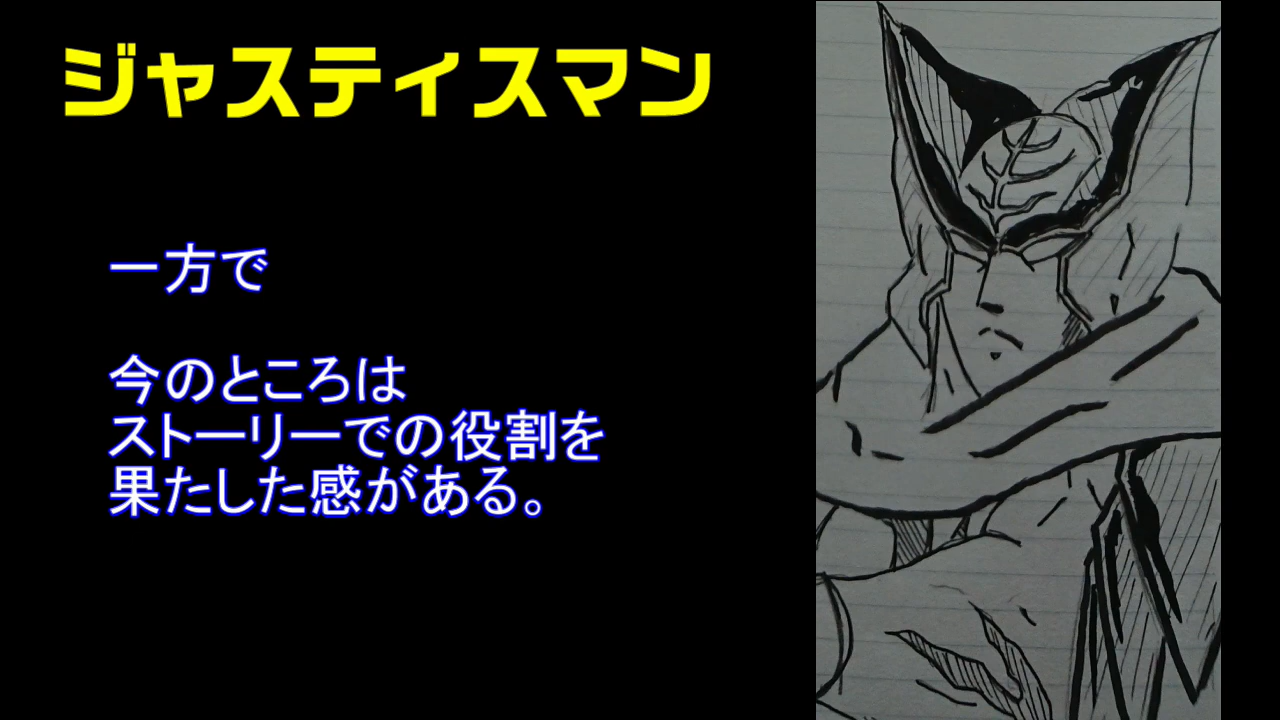 ジャスティスマン
一方で
今のところは
ストーリーでの役割を
果たした感がある。